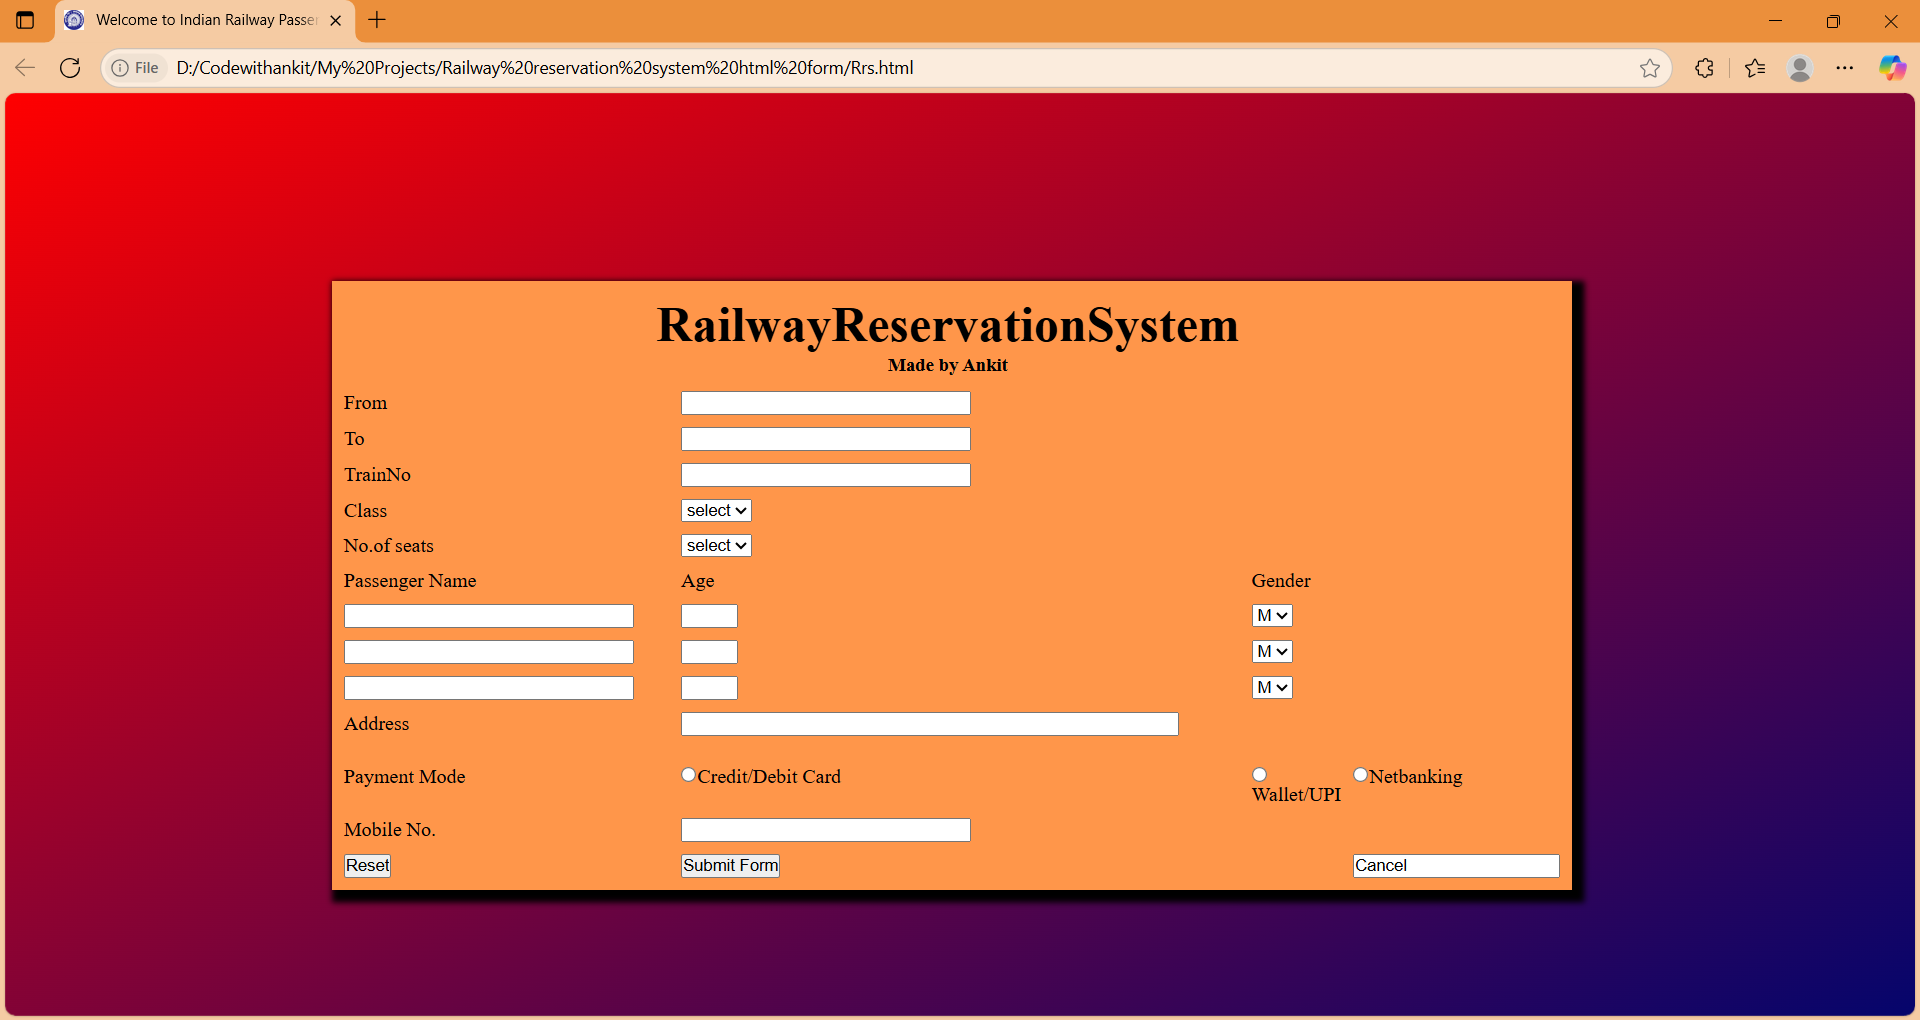 Welcome to Indian Railway Passe
File D:/Codewithankit/My%20Projects/Railway%20reservation%20system%20html%20form/Rrs.html
RailwayReservationSystem
Made by Ankit
From
To
TrainNo
Class select
No.of seats select
Passenger Name Age Gender
M
M
M
Address
Payment Mode Credit/Debit Card Wallet/UPI Netbanking
Mobile No.
Reset Submit Form Cancel